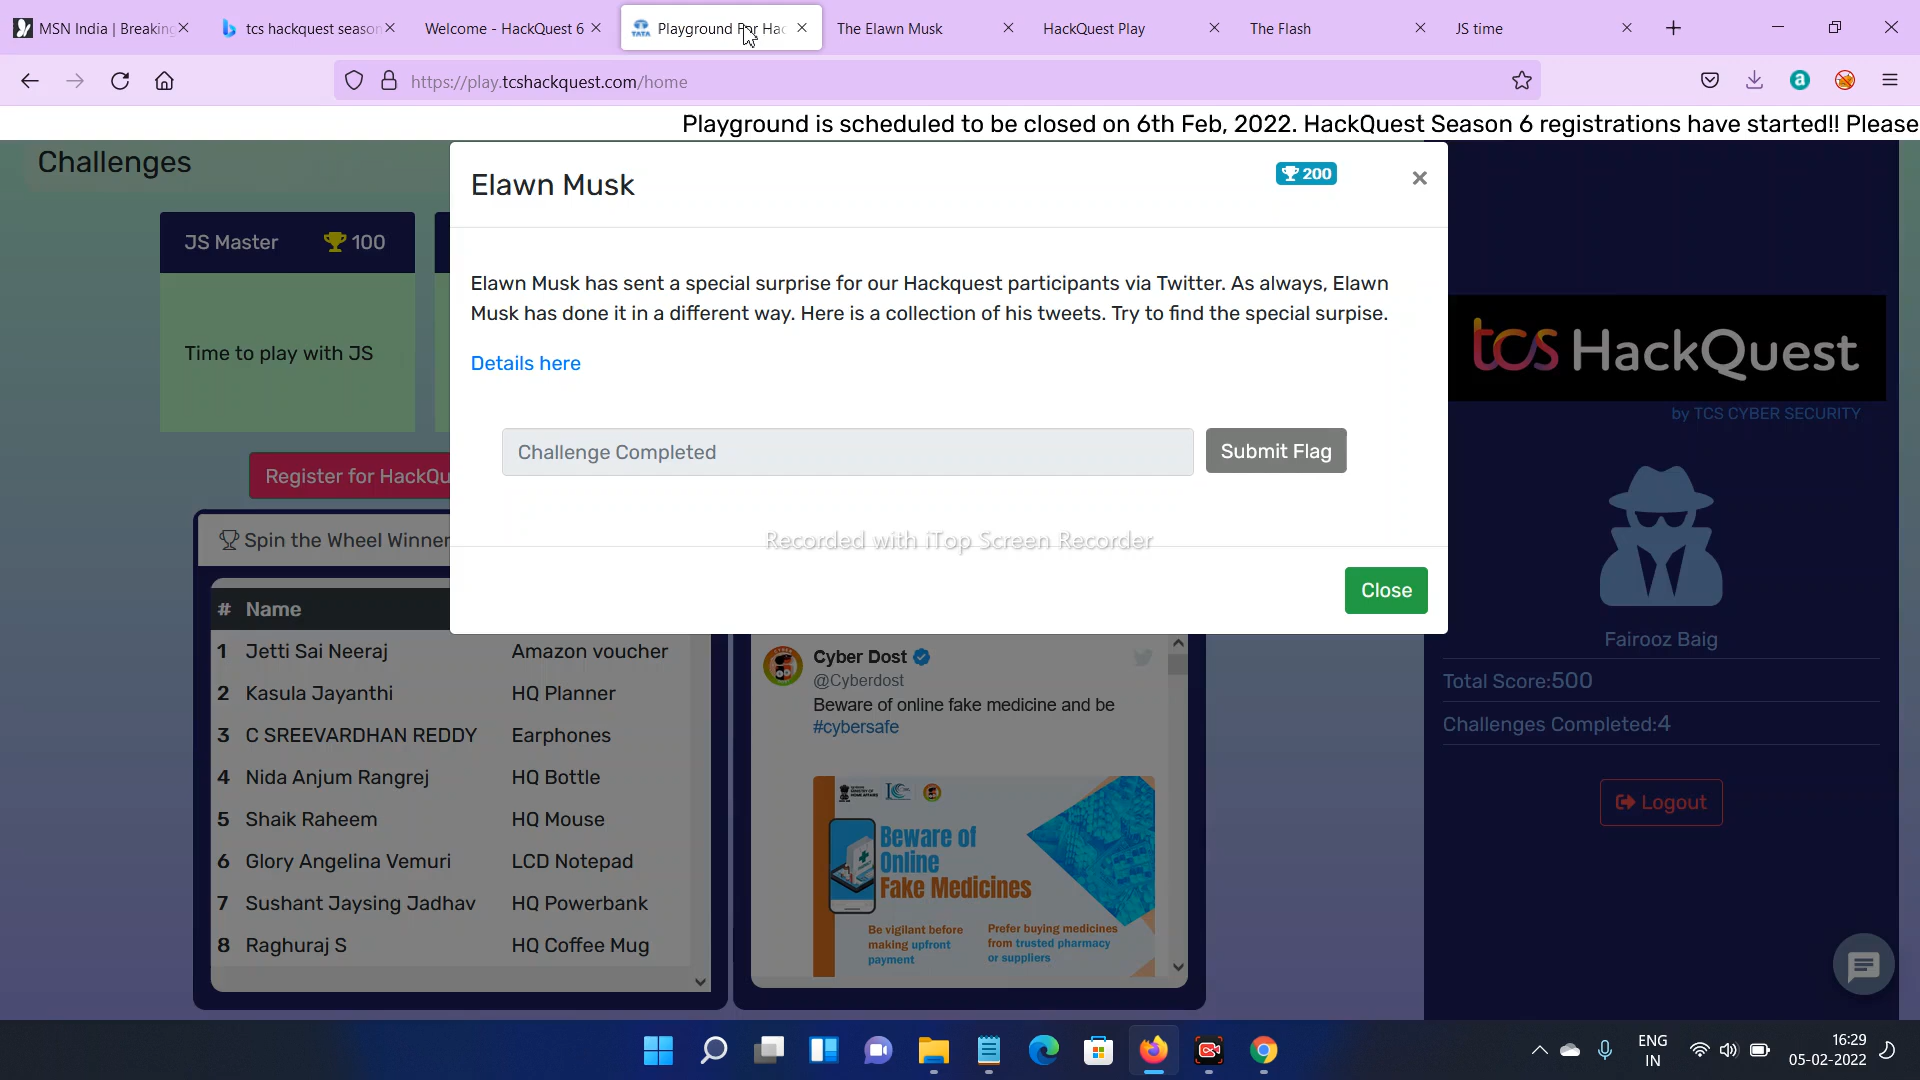 MSN India | Breaking
tcs hackquest season
Welcome - HackQuest 6
Playground For Hac
The Elawn Musk
HackQuest Play
The Flash
JS time
https://play.tcshackquest.com/home
Playground is scheduled to be closed on 6th Feb, 2022. HackQuest Season 6 registrations have started!! Please
Challenges
JS Master 100
Time to play with JS
Register for HackQu
Elawn Musk
200
×
Elawn Musk has sent a special surprise for our Hackquest participants via Twitter. As always, Elawn
Musk has done it in a different way. Here is a collection of his tweets. Try to find the special surpise.
Details here
Challenge Completed
Submit Flag
Recorded with iTop Screen Recorder
Close
Spin the Wheel Winner
# Name
1 Jetti Sai Neeraj Amazon voucher
2 Kasula Jayanthi HQ Planner
3 C SREEVARDHAN REDDY Earphones
4 Nida Anjum Rangrej HQ Bottle
5 Shaik Raheem HQ Mouse
6 Glory Angelina Vemuri LCD Notepad
7 Sushant Jaysing Jadhav HQ Powerbank
8 Raghuraj S HQ Coffee Mug
Cyber Dost
@Cyberdost
Beware of online fake medicine and be
#cybersafe
Beware of
Online
Fake Medicines
Be vigilant before
making upfront
payment
Prefer buying medicines
from trusted pharmacy
or suppliers
tcs HackQuest
by TCS CYBER SECURITY
TATA
Fairooz Baig
Total Score:500
Challenges Completed:4
Logout
ENG
IN
16:29
05-02-2022